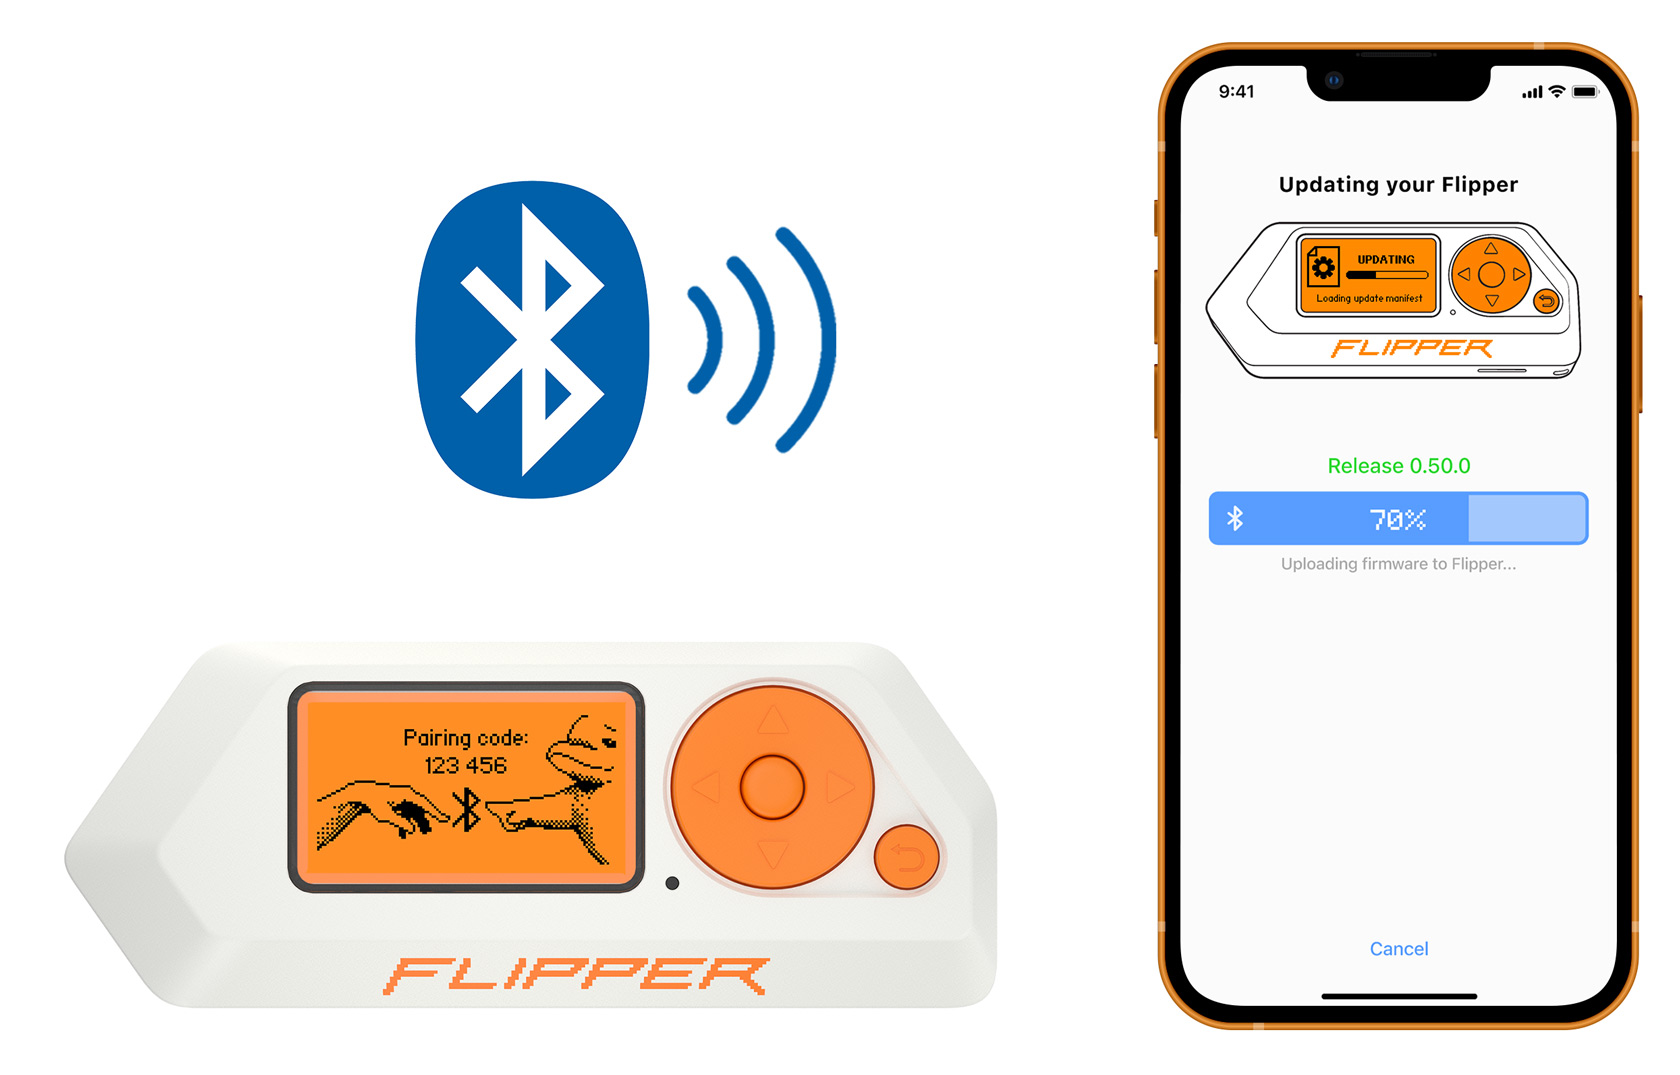 Pairing code:
123 456
FLIPPER
9:41
Updating your Flipper
UPDATING
Loading update manifest
FLIPPER
Release 0.50.0
70%
Uploading firmware to Flipper...
Cancel